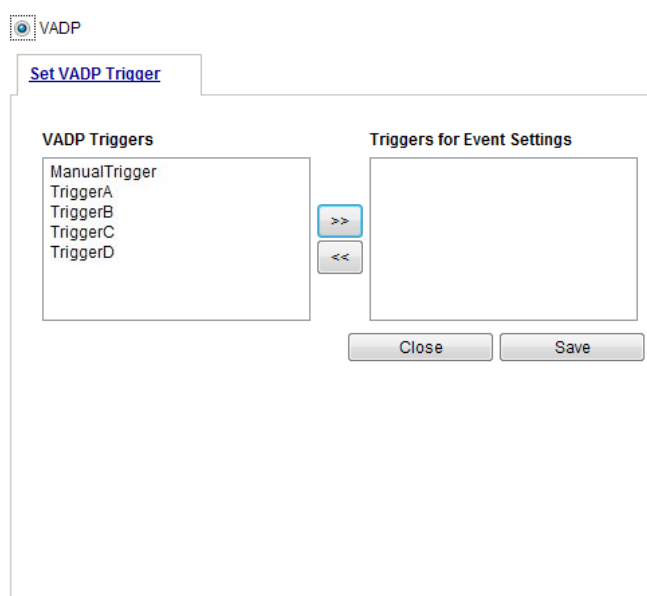 VADP
Set VADP Trigger
VADP Triggers
Triggers for Event Settings
ManualTrigger
TriggerA
TriggerB
TriggerC
TriggerD
>>
<<
Close
Save